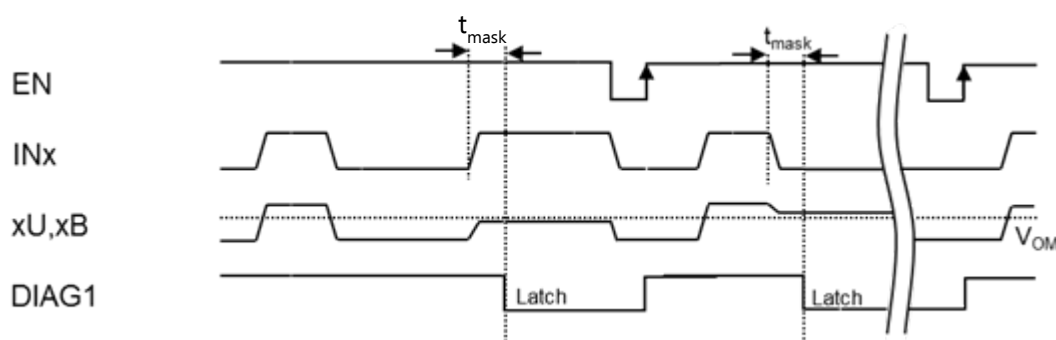 t_mask
t_mask
EN
INx
xU,xB
V_OM
DIAG1
Latch
Latch